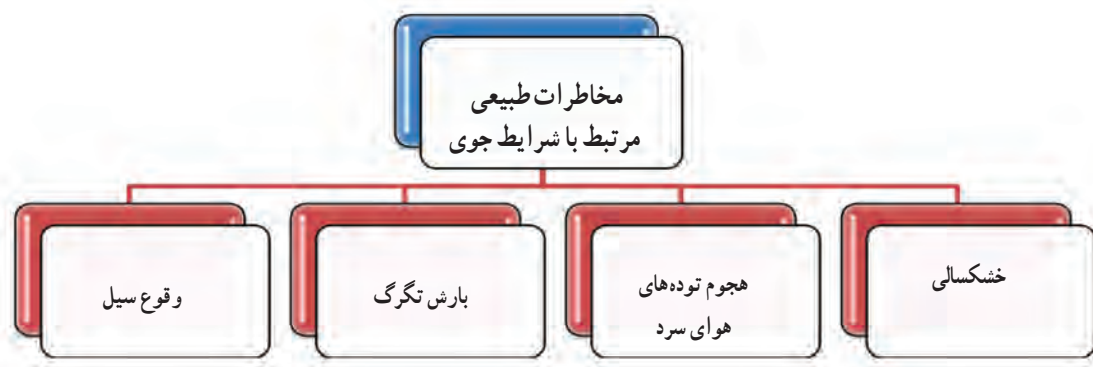 مخاطرات طبیعی
مرتبط با شرایط جوی
خشکسالی
هجوم توده‌های
هوای سرد
بارش تگرگ
وقوع سیل